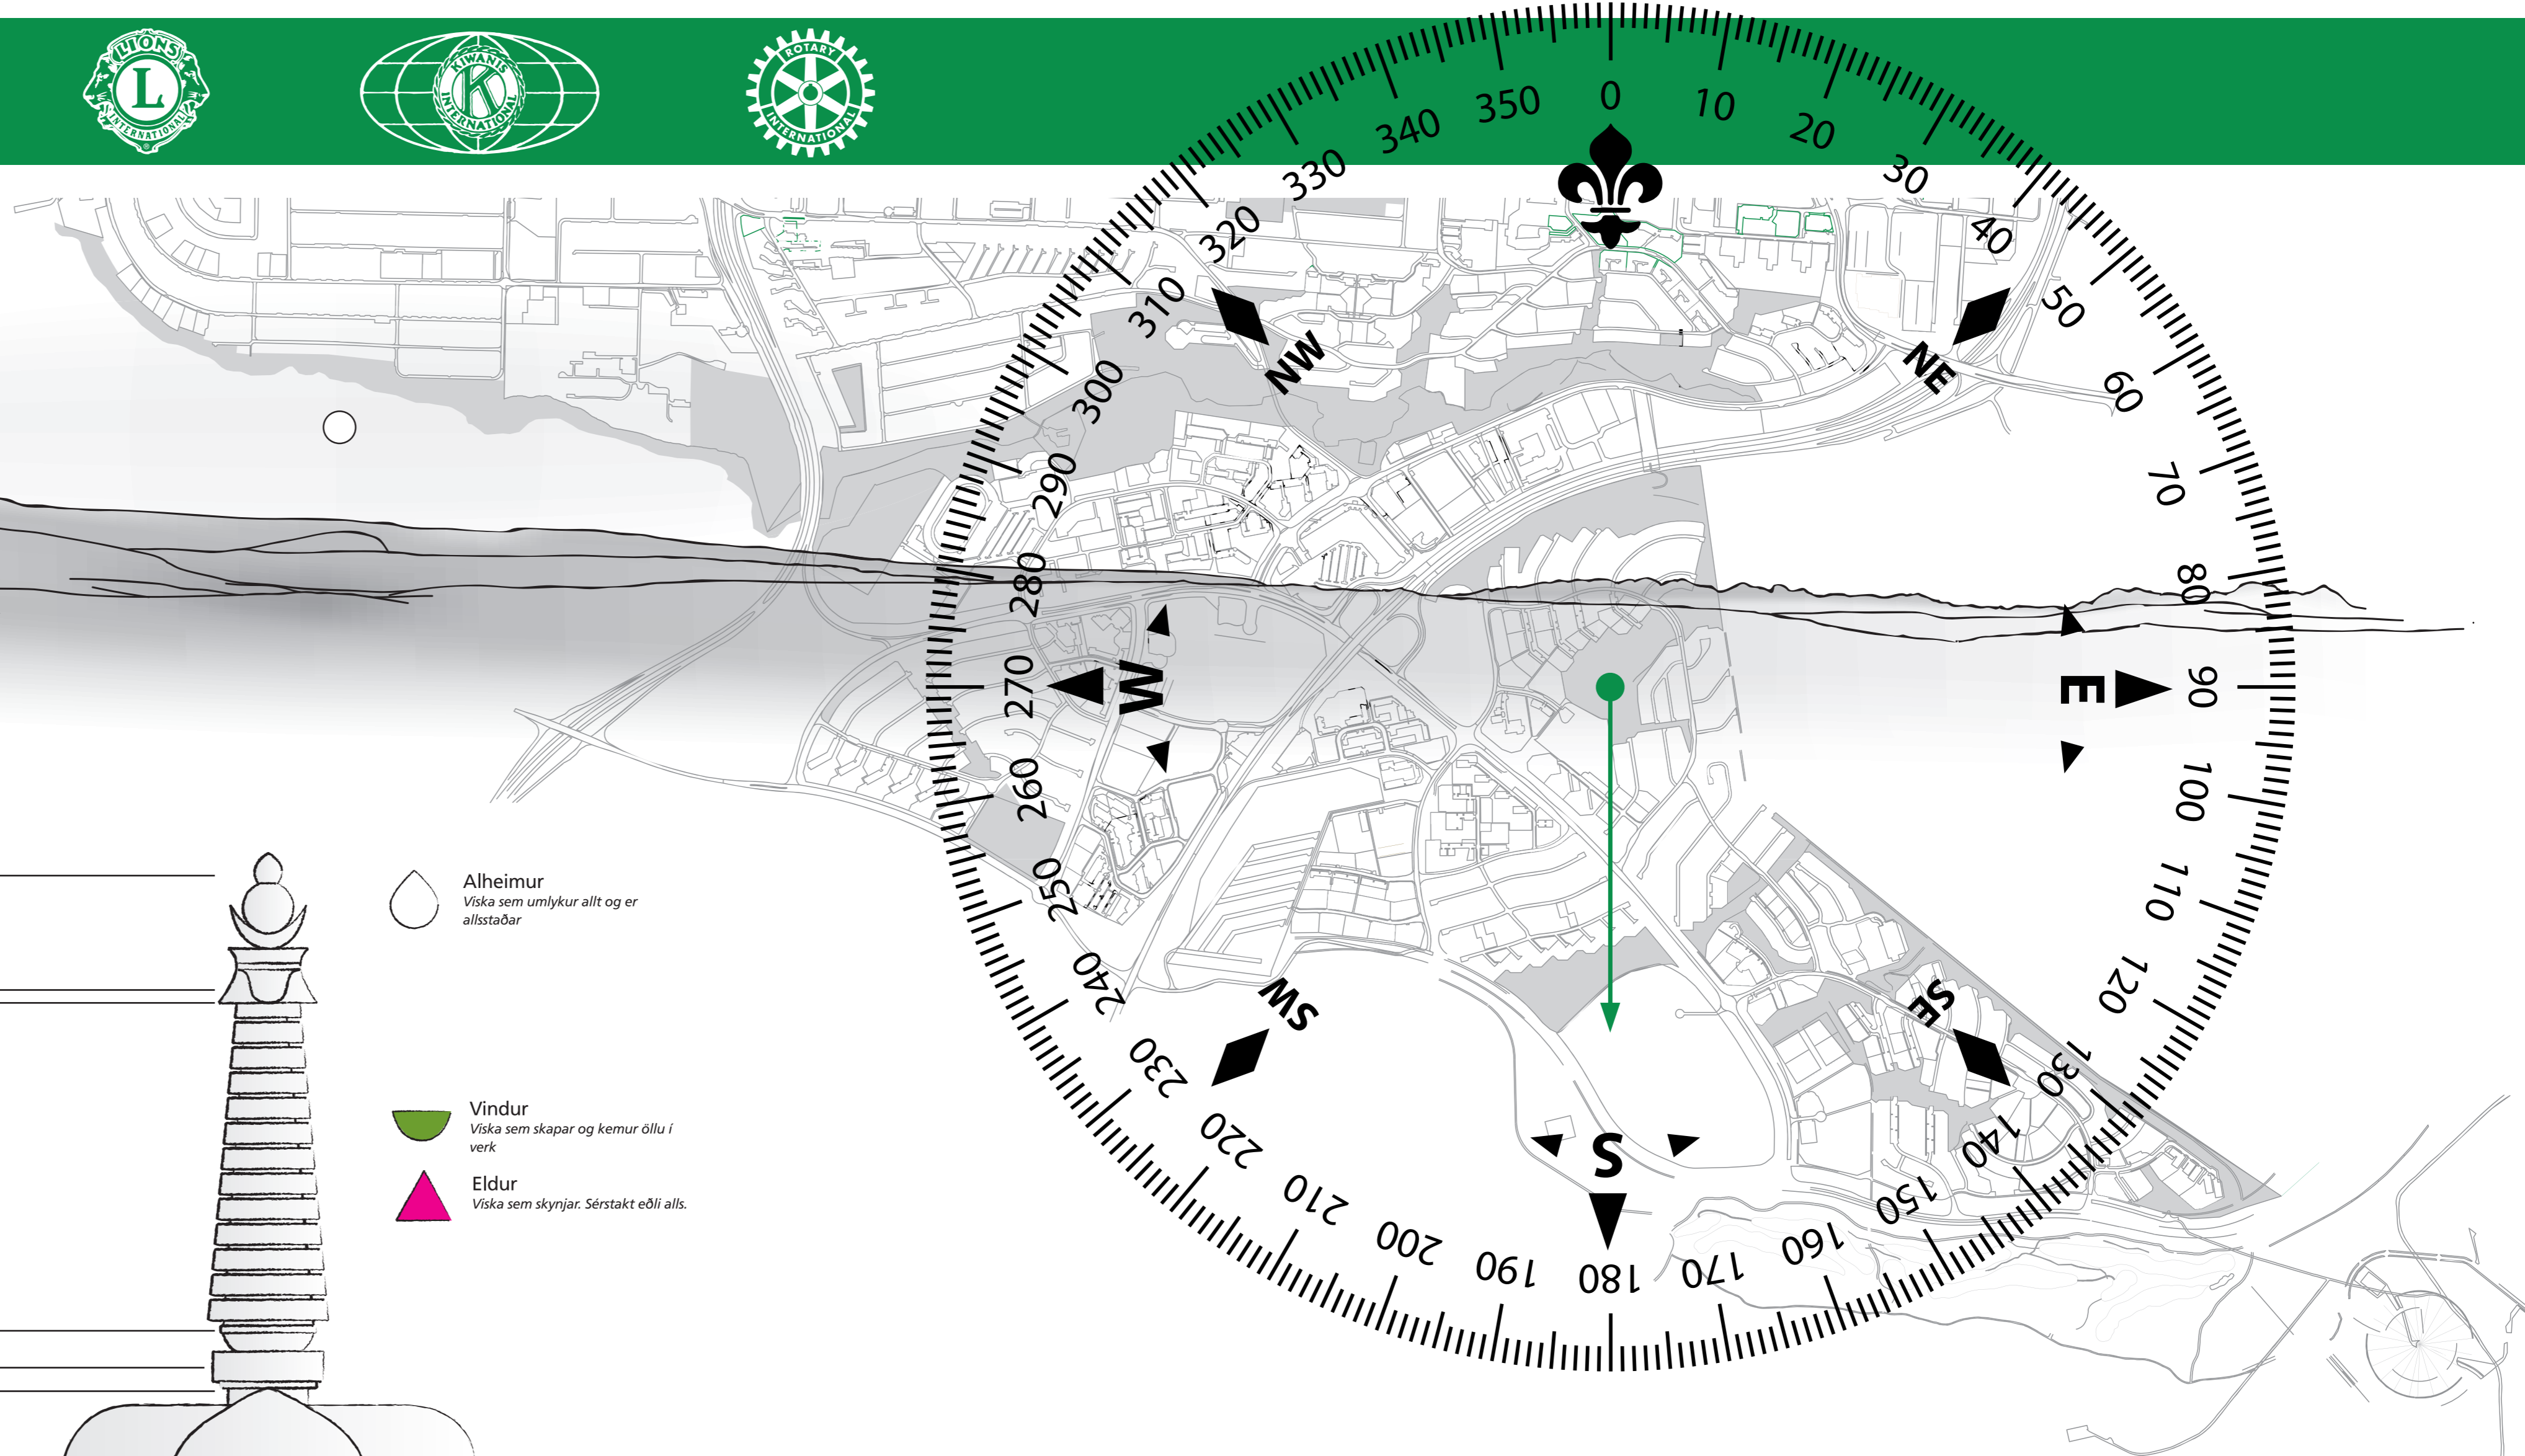 LIONS
L
INTERNATIONAL
®
KIWANIS
K
INTERNATIONAL
ROTARY
INTERNATIONAL
0
10
20
30
40
50
60
70
80
90
100
110
120
130
140
150
160
170
180
190
200
210
220
230
240
250
260
270
280
290
300
310
320
330
340
350
NW
NE
W
E
SW
SE
S
Alheimur
Viska sem umlykur allt og er
allsstaðar
Vindur
Viska sem skapar og kemur öllu í
verk
Eldur
Viska sem skynjar. Sérstakt eðli alls.